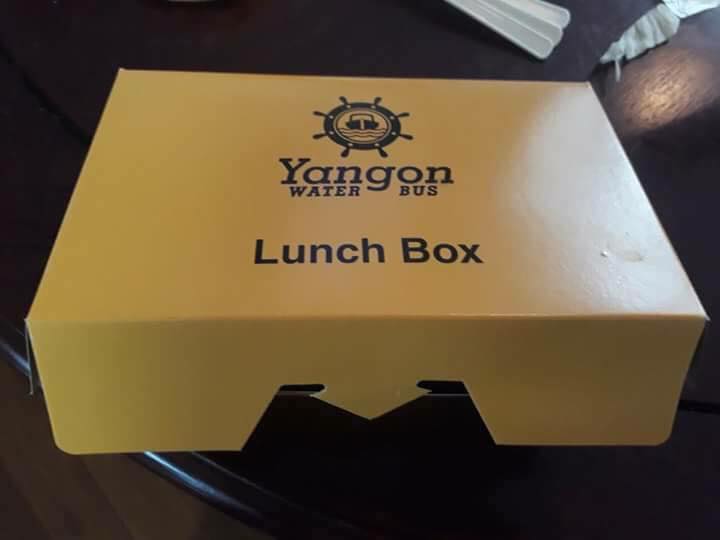 Yangon
WATER BUS
Lunch Box